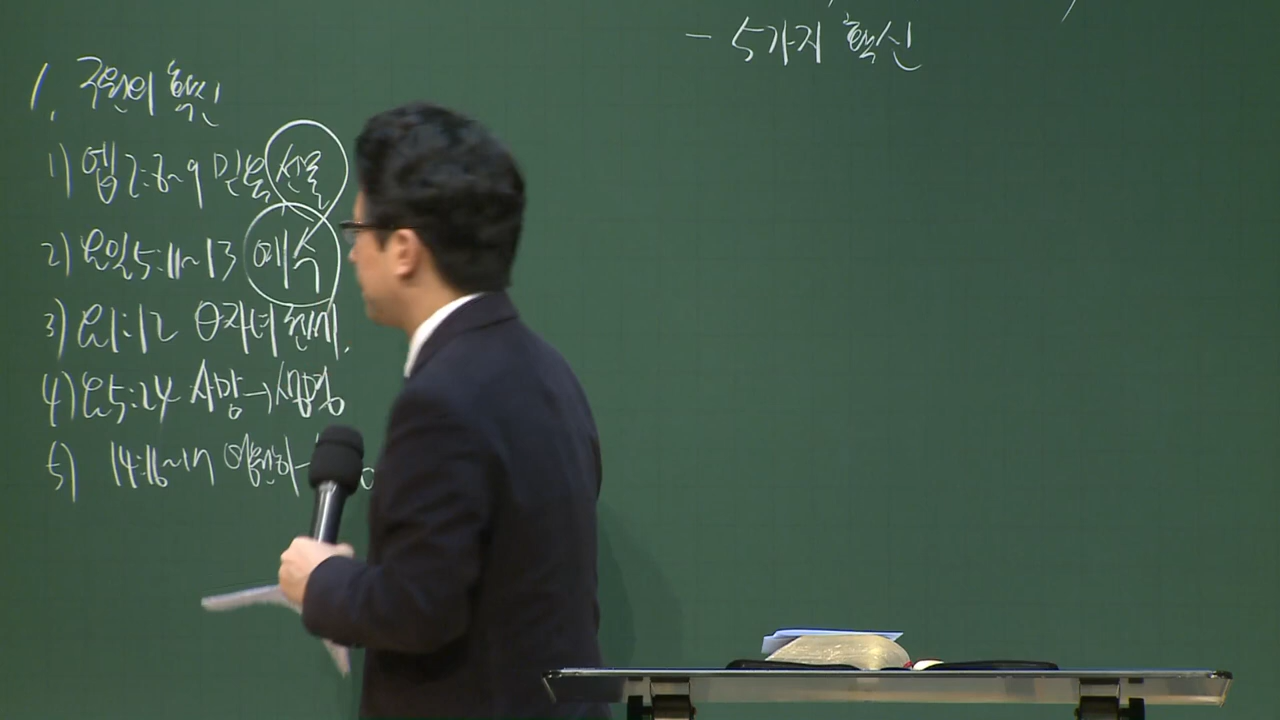 - 5가지 확신
1. 구원의 확신
1) 엡 2:8~9 믿음 선물
2) 요일 5:11~13 예수
3) 요 1:12 자녀 권세.
4) 요 5:24 사망→생명
5) 14:16~17 영원히